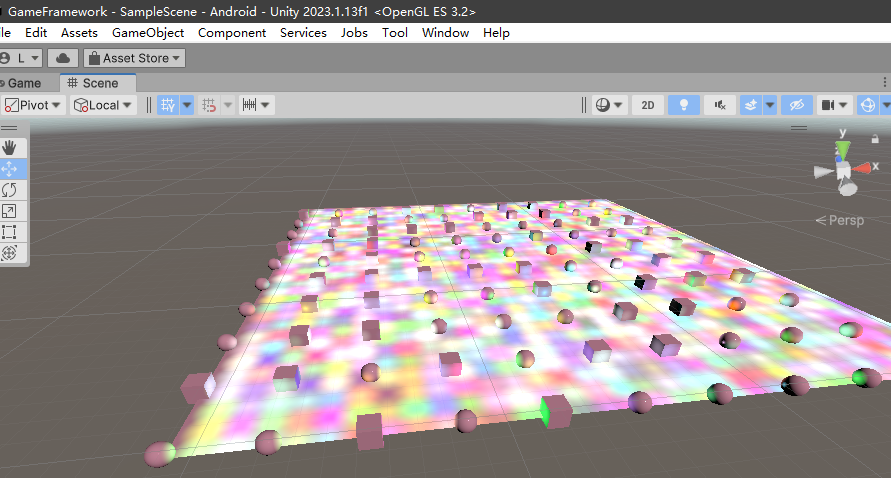 GameFramework - SampleScene - Android - Unity 2023.1.13f1 <OpenGL ES 3.2>
le Edit Assets GameObject Component Services Jobs Tool Window Help
L Asset Store
Game Scene
Pivot Local 2D
y
x
Persp